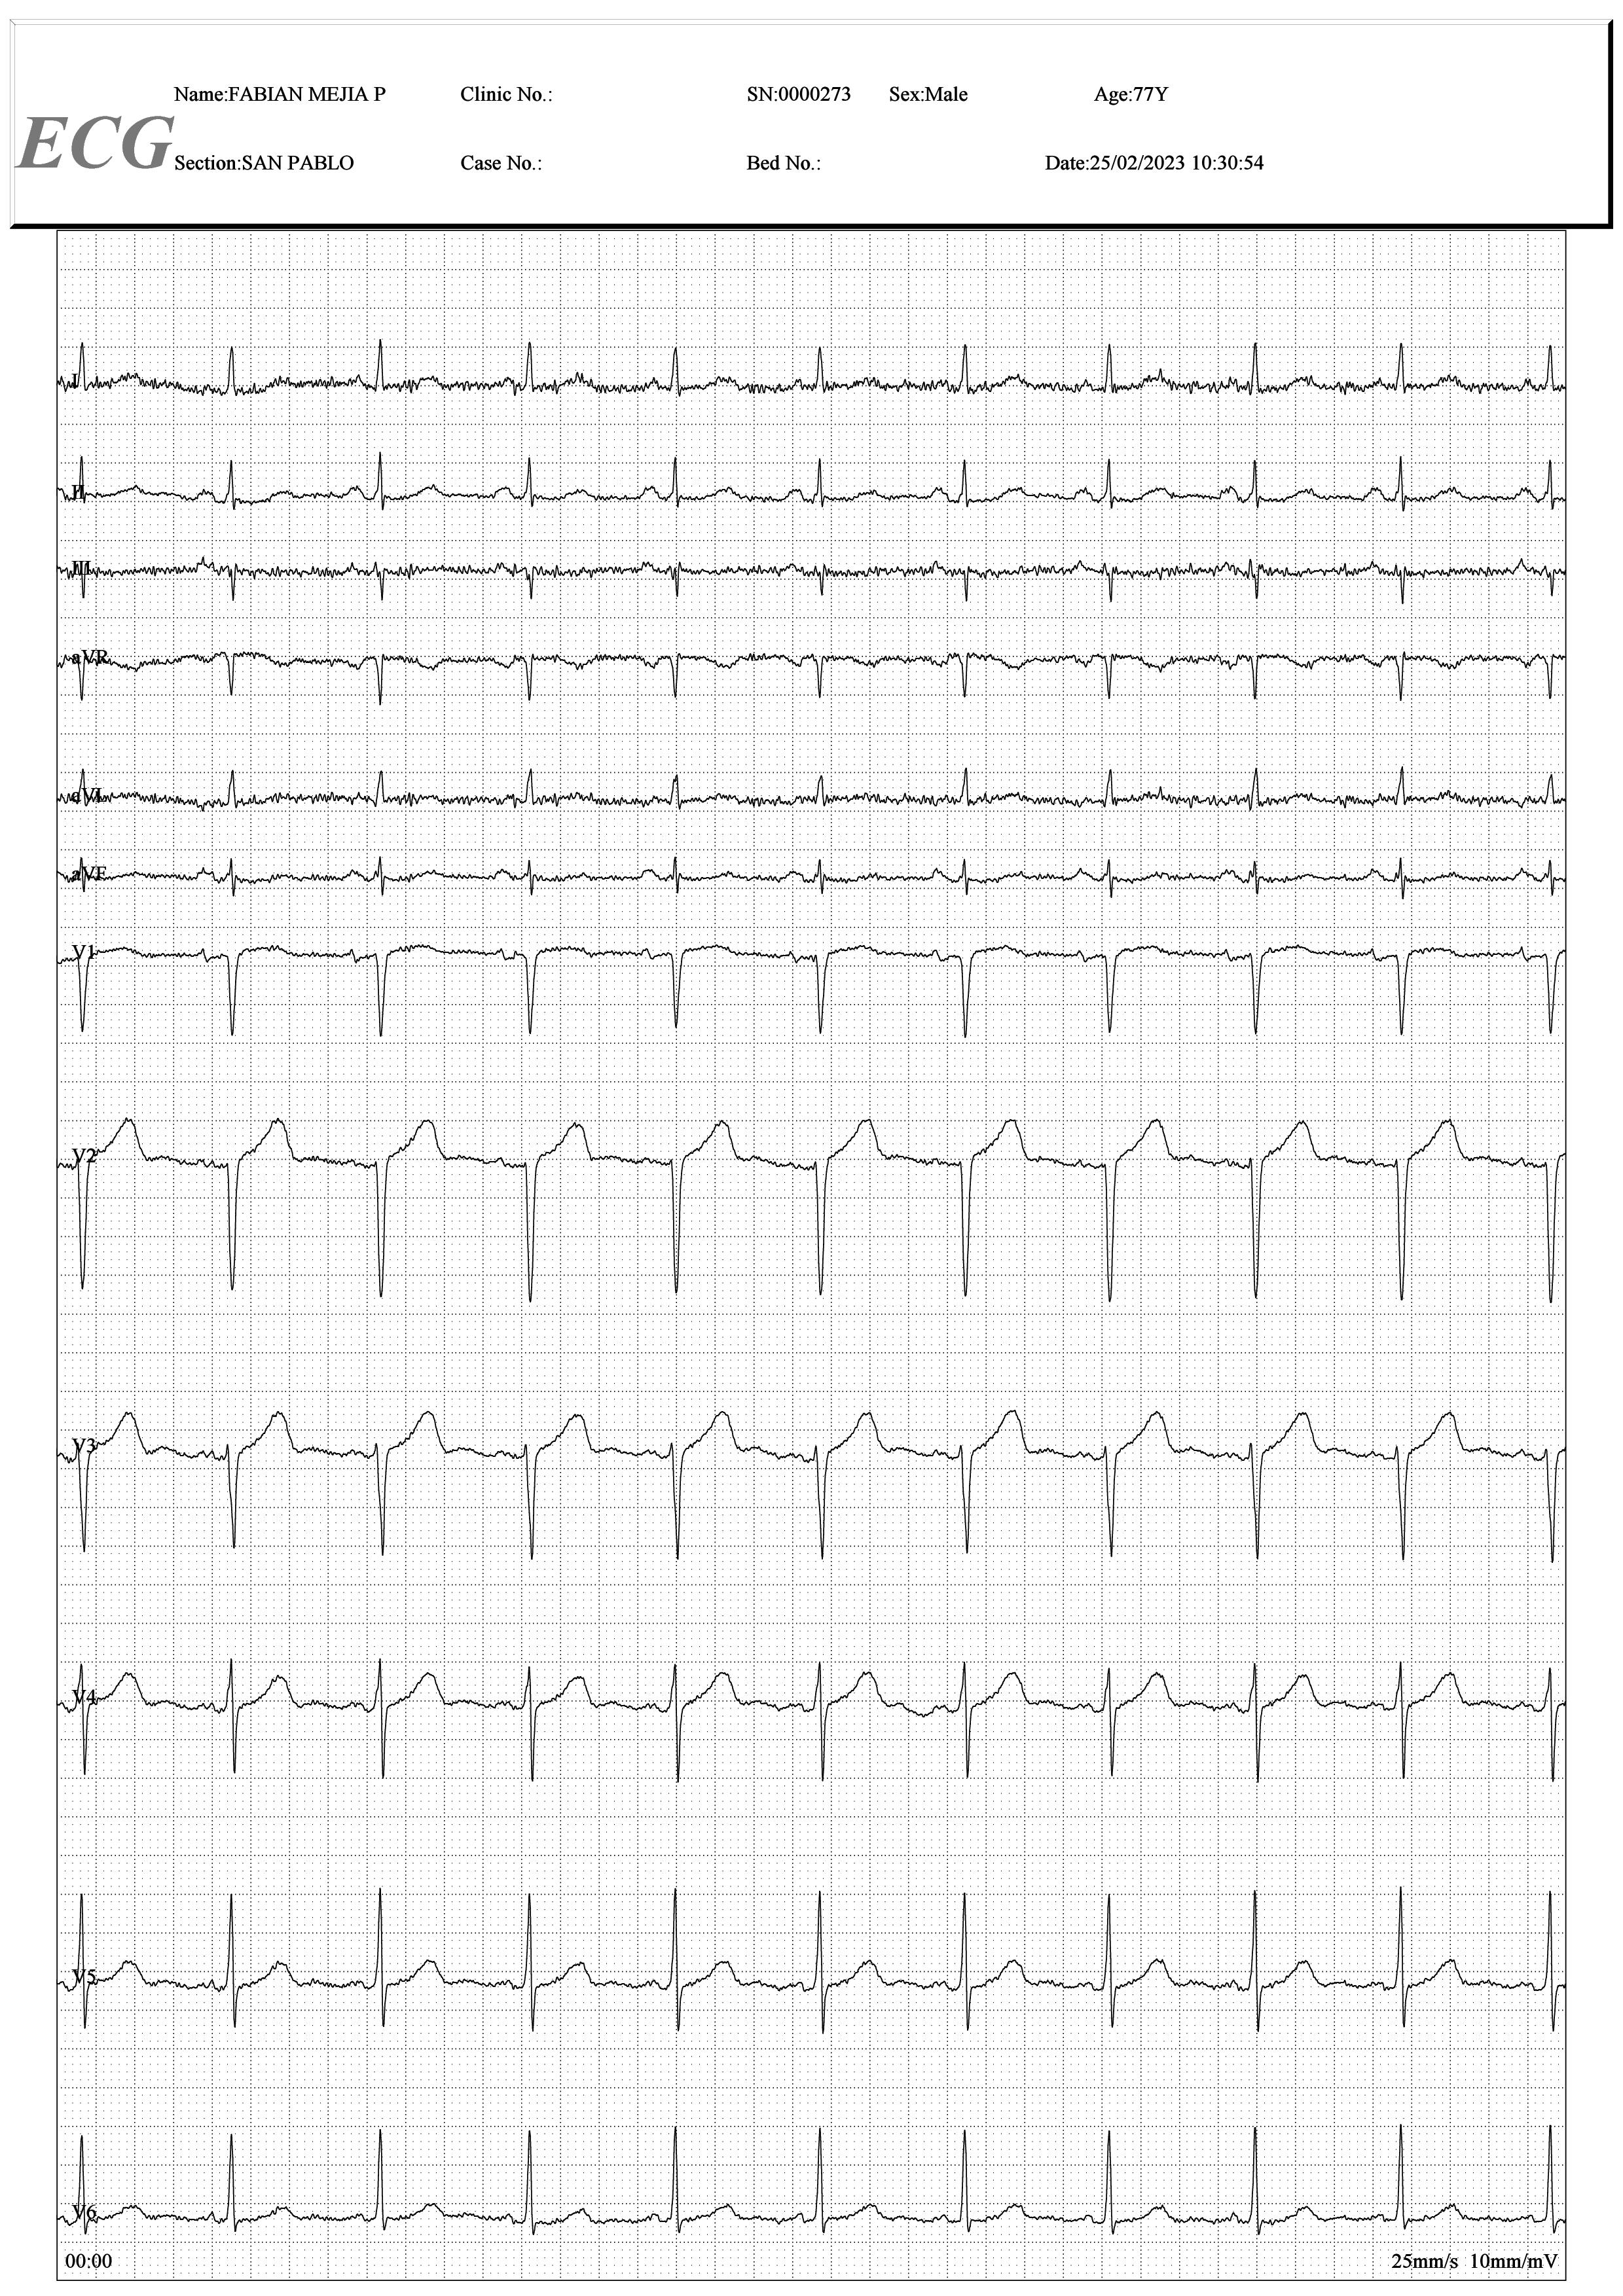 Name:FABIAN MEJIA P Clinic No.: SN:0000273 Sex:Male Age:77Y
ECG
Section:SAN PABLO Case No.: Bed No.: Date:25/02/2023 10:30:54
I
II
III
aVR
aVL
aVF
V1
V2
V3
V4
V5
V6
00:00 25mm/s 10mm/mV